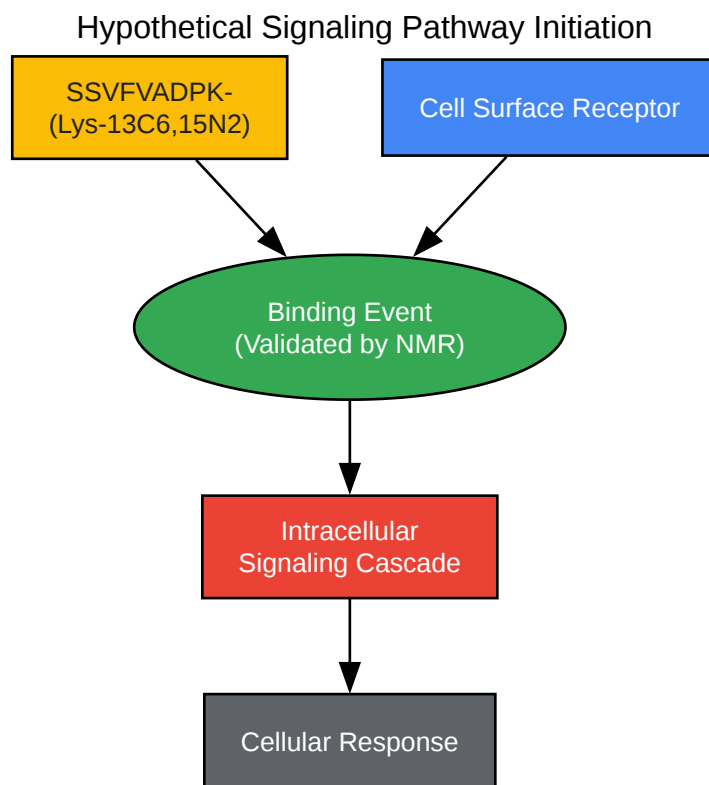 Hypothetical Signaling Pathway Initiation
SSVFVADPK-
(Lys-13C6,15N2)
Cell Surface Receptor
Binding Event
(Validated by NMR)
Intracellular
Signaling Cascade
Cellular Response